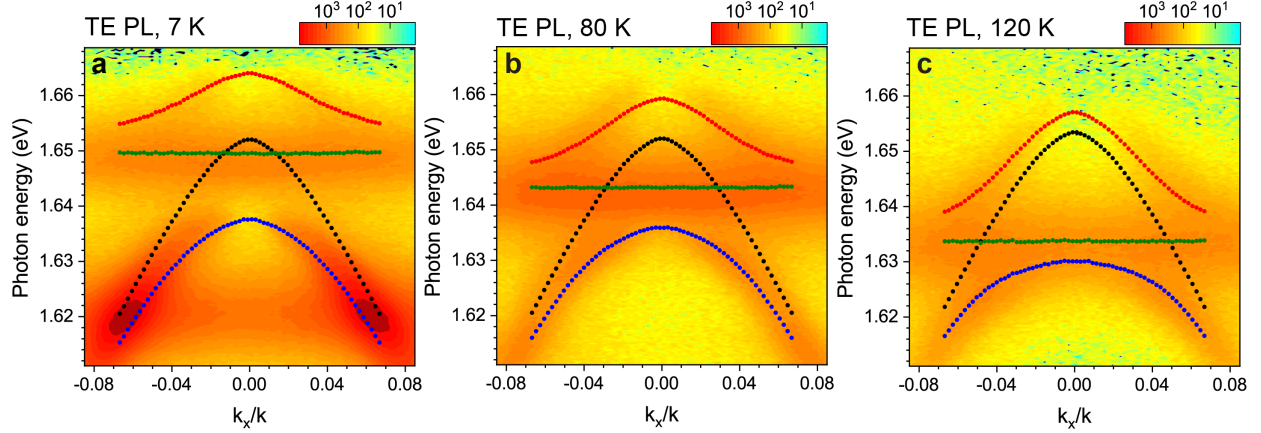 TE PL, 7 K
10³ 10² 10¹
a
Photon energy (eV)
1.66
1.65
1.64
1.63
1.62
-0.08 -0.04 0.00 0.04 0.08
kₓ/k
TE PL, 80 K
10³ 10² 10¹
b
Photon energy (eV)
1.66
1.65
1.64
1.63
1.62
-0.08 -0.04 0.00 0.04 0.08
kₓ/k
TE PL, 120 K
10³ 10² 10¹
c
Photon energy (eV)
1.66
1.65
1.64
1.63
1.62
-0.08 -0.04 0.00 0.04 0.08
kₓ/k